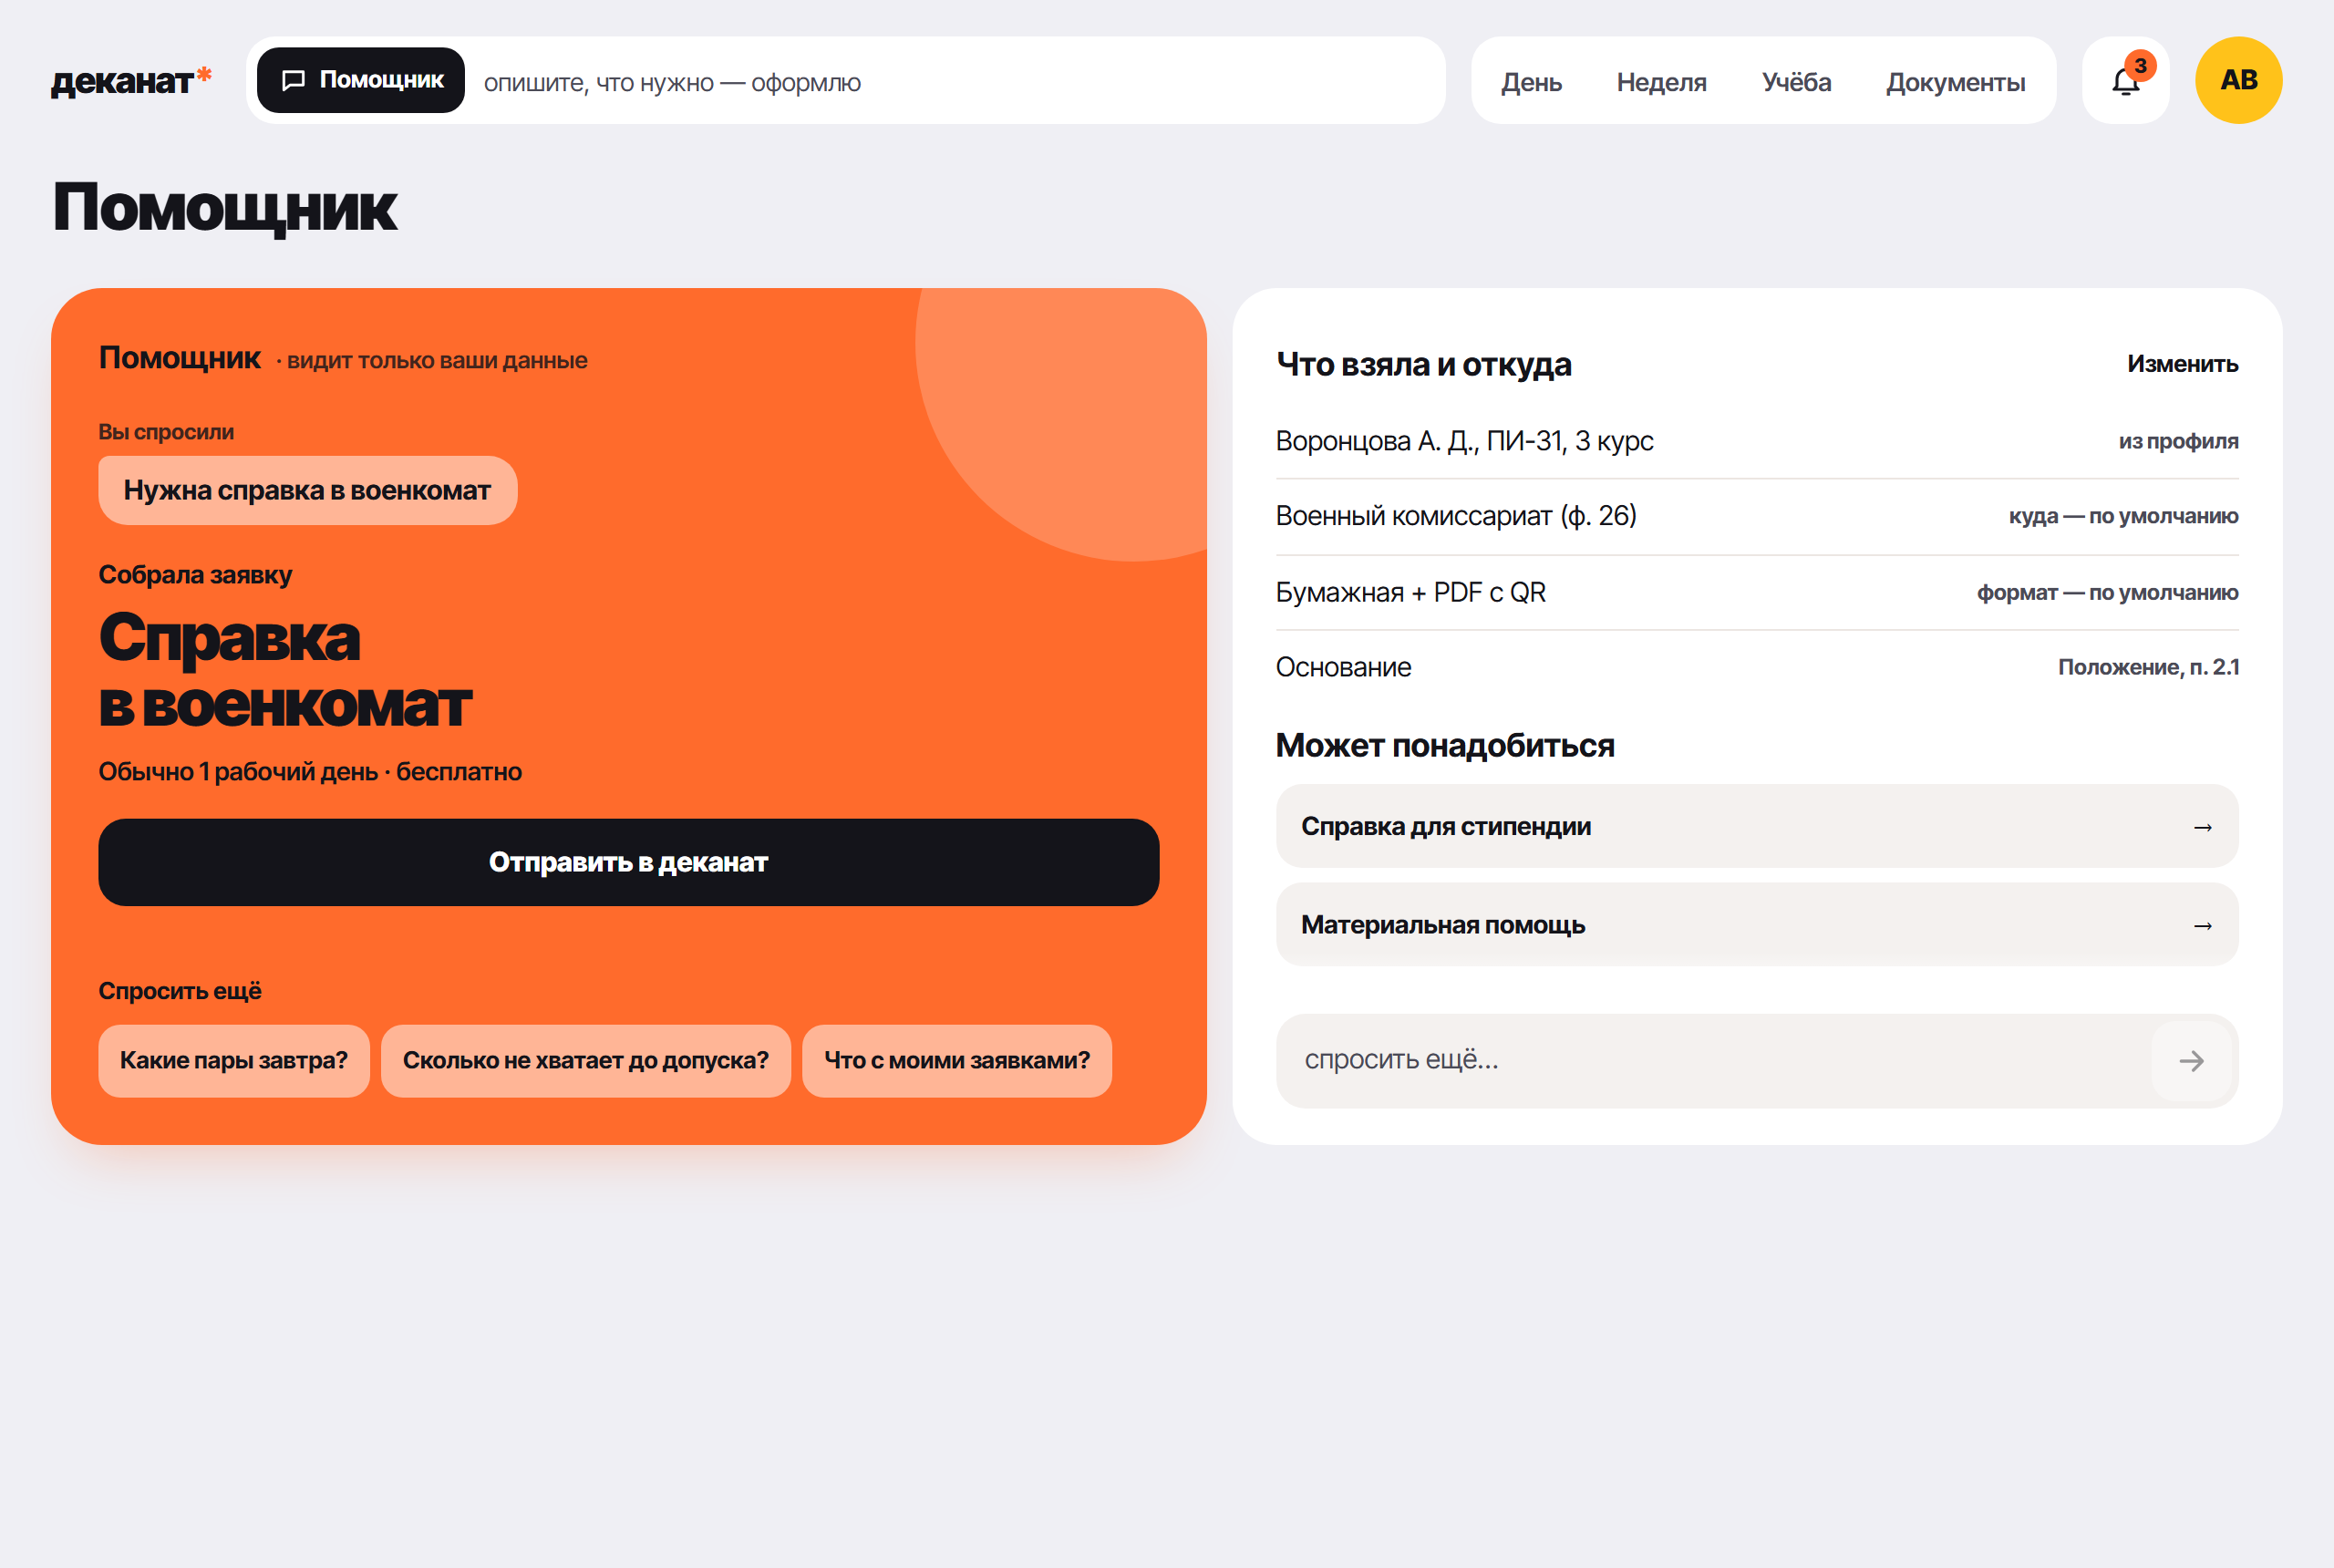 деканат*
Помощник
опишите, что нужно — оформлю
День
Неделя
Учёба
Документы
3
АВ
Помощник
Помощник · видит только ваши данные
Вы спросили
Нужна справка в военкомат
Собрала заявку
Справка
в военкомат
Обычно 1 рабочий день · бесплатно
Отправить в деканат
Спросить ещё
Какие пары завтра?
Сколько не хватает до допуска?
Что с моими заявками?
Что взяла и откуда
Изменить
Воронцова А. Д., ПИ-31, 3 курс
из профиля
Военный комиссариат (ф. 26)
куда — по умолчанию
Бумажная + PDF с QR
формат — по умолчанию
Основание
Положение, п. 2.1
Может понадобиться
Справка для стипендии →
Материальная помощь →
спросить ещё...